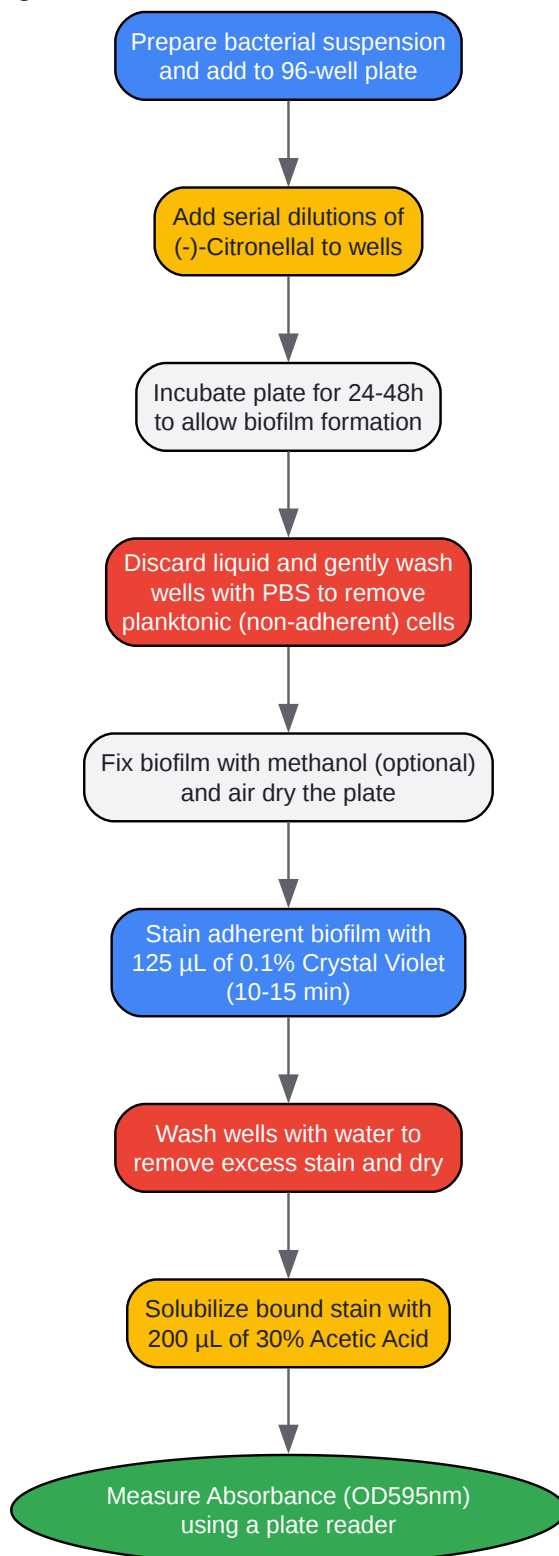 Prepare bacterial suspension
and add to 96-well plate
Add serial dilutions of
(-)-Citronellal to wells
Incubate plate for 24-48h
to allow biofilm formation
Discard liquid and gently wash
wells with PBS to remove
planktonic (non-adherent) cells
Fix biofilm with methanol (optional)
and air dry the plate
Stain adherent biofilm with
125 µL of 0.1% Crystal Violet
(10-15 min)
Wash wells with water to
remove excess stain and dry
Solubilize bound stain with
200 µL of 30% Acetic Acid
Measure Absorbance (OD595nm)
using a plate reader